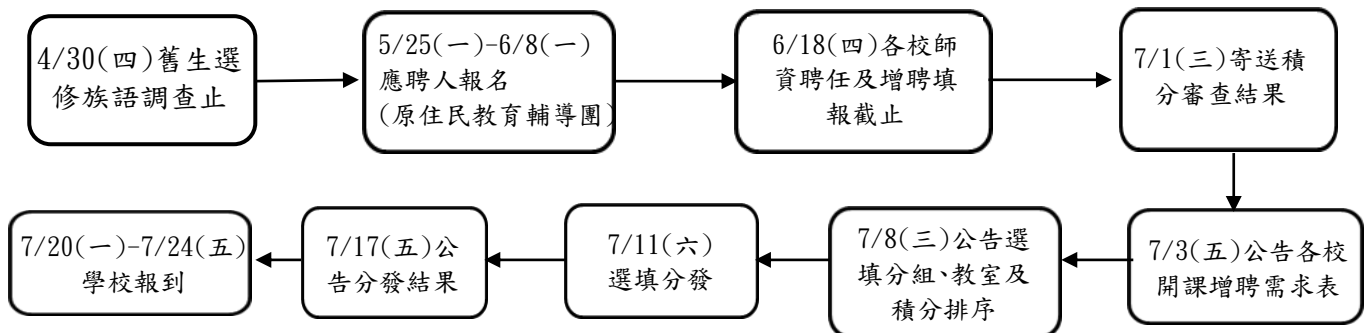 4/30(四)舊生選
修族語調查止
5/25(一)-6/8(一)
應聘人報名
(原住民教育輔導團)
6/18(四)各校師
資聘任及增聘填
報截止
7/1(三)寄送積
分審查結果
7/3(五)公告各校
開課增聘需求表
7/8(三)公告選
填分組、教室及
積分排序
7/11(六)
選填分發
7/17(五)公
告分發結果
7/20(一)-7/24(五)
學校報到